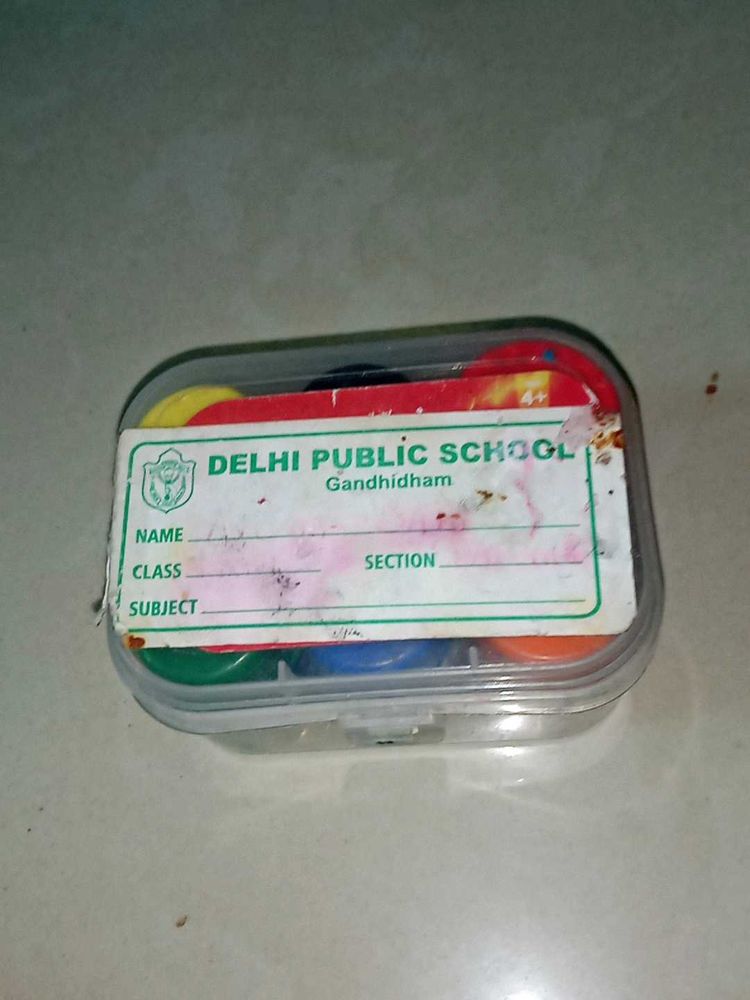 4+
DELHI PUBLIC SCHOOL
Gandhidham
NAME
CLASS SECTION
SUBJECT